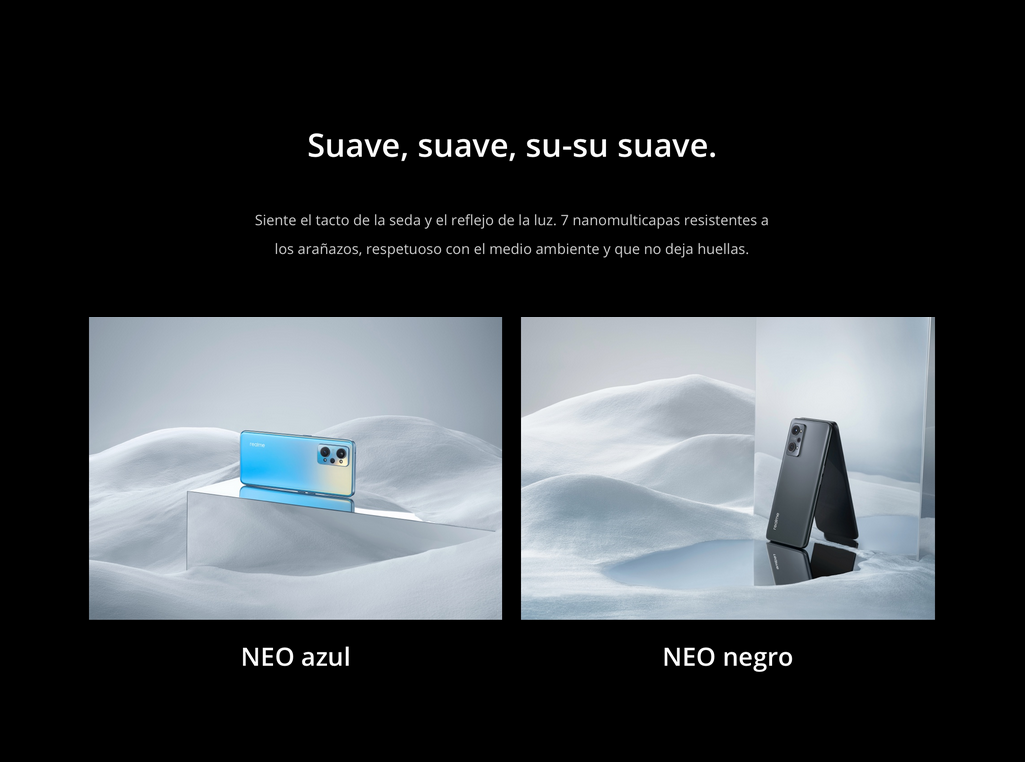 Suave, suave, su-su suave.
Siente el tacto de la seda y el reflejo de la luz. 7 nanomulticapas resistentes a
los arañazos, respetuoso con el medio ambiente y que no deja huellas.
realme
realme
NEO azul
NEO negro